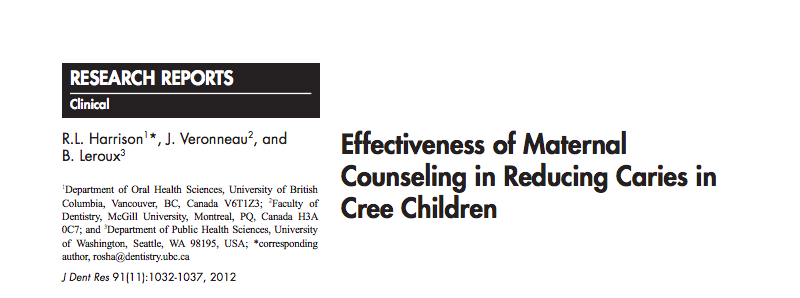 RESEARCH REPORTS
Clinical
R.L. Harrison1*, J. Veronneau2, and
B. Leroux3
1Department of Oral Health Sciences, University of British
Columbia, Vancouver, BC, Canada V6T1Z3; 2Faculty of
Dentistry, McGill University, Montreal, PQ, Canada H3A
0C7; and 3Department of Public Health Sciences, University
of Washington, Seattle, WA 98195, USA; *corresponding
author, rosha@dentistry.ubc.ca
J Dent Res 91(11):1032-1037, 2012
Effectiveness of Maternal
Counseling in Reducing Caries in
Cree Children